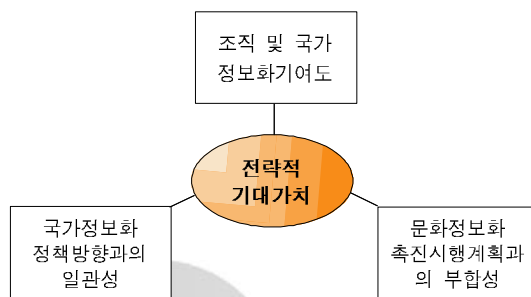 조직 및 국가
정보화기여도
전략적
기대가치
국가정보화
정책방향과의
일관성
문화정보화
촉진시행계획과
의 부합성